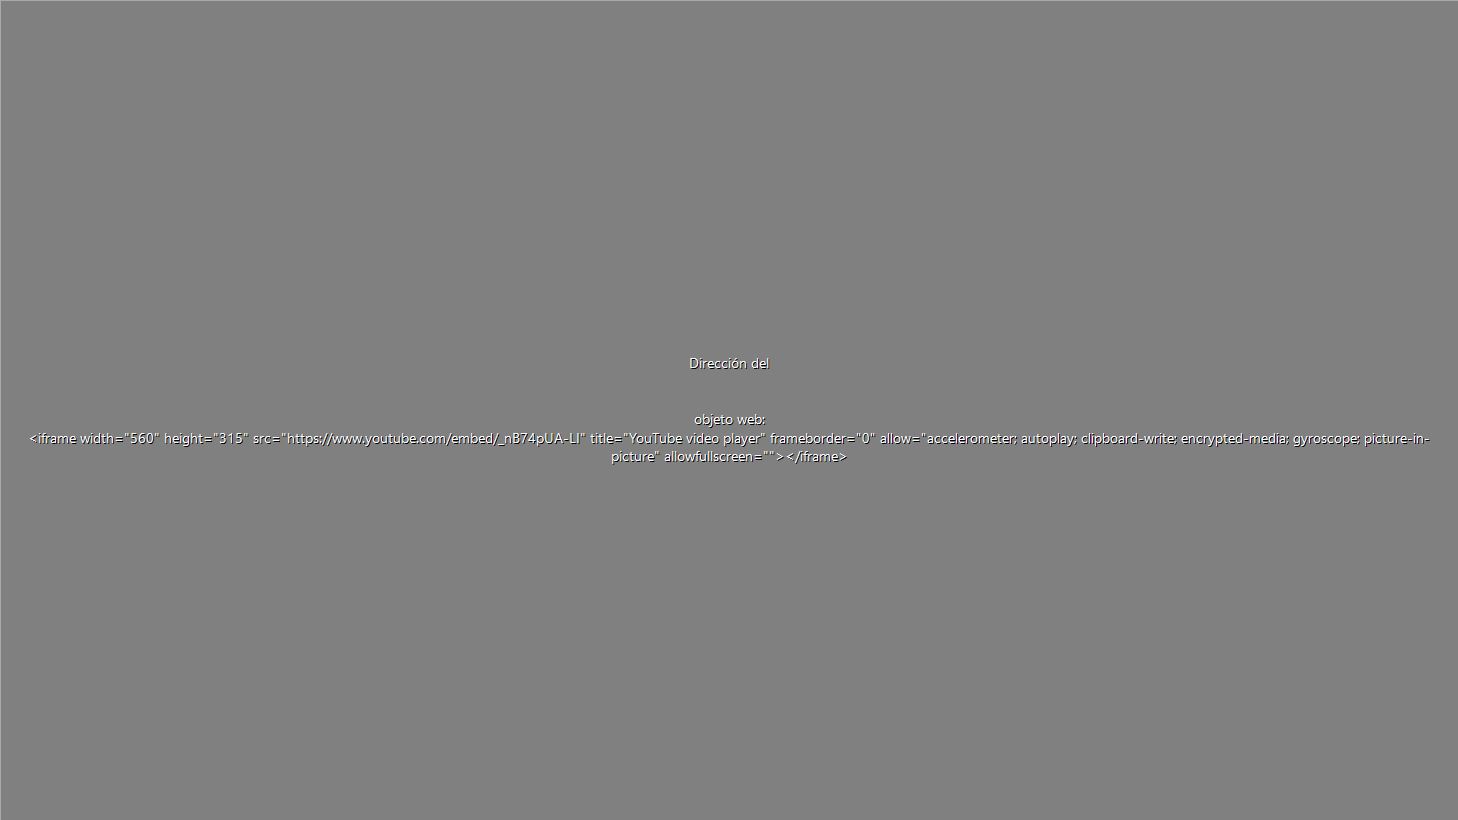 Dirección del
objeto web:
<iframe width="560" height="315" src="https://www.youtube.com/embed/_nB74pUA-LI" title="YouTube video player" frameborder="0" allow="accelerometer; autoplay; clipboard-write; encrypted-media; gyroscope; picture-in-
picture" allowfullscreen=""></iframe>